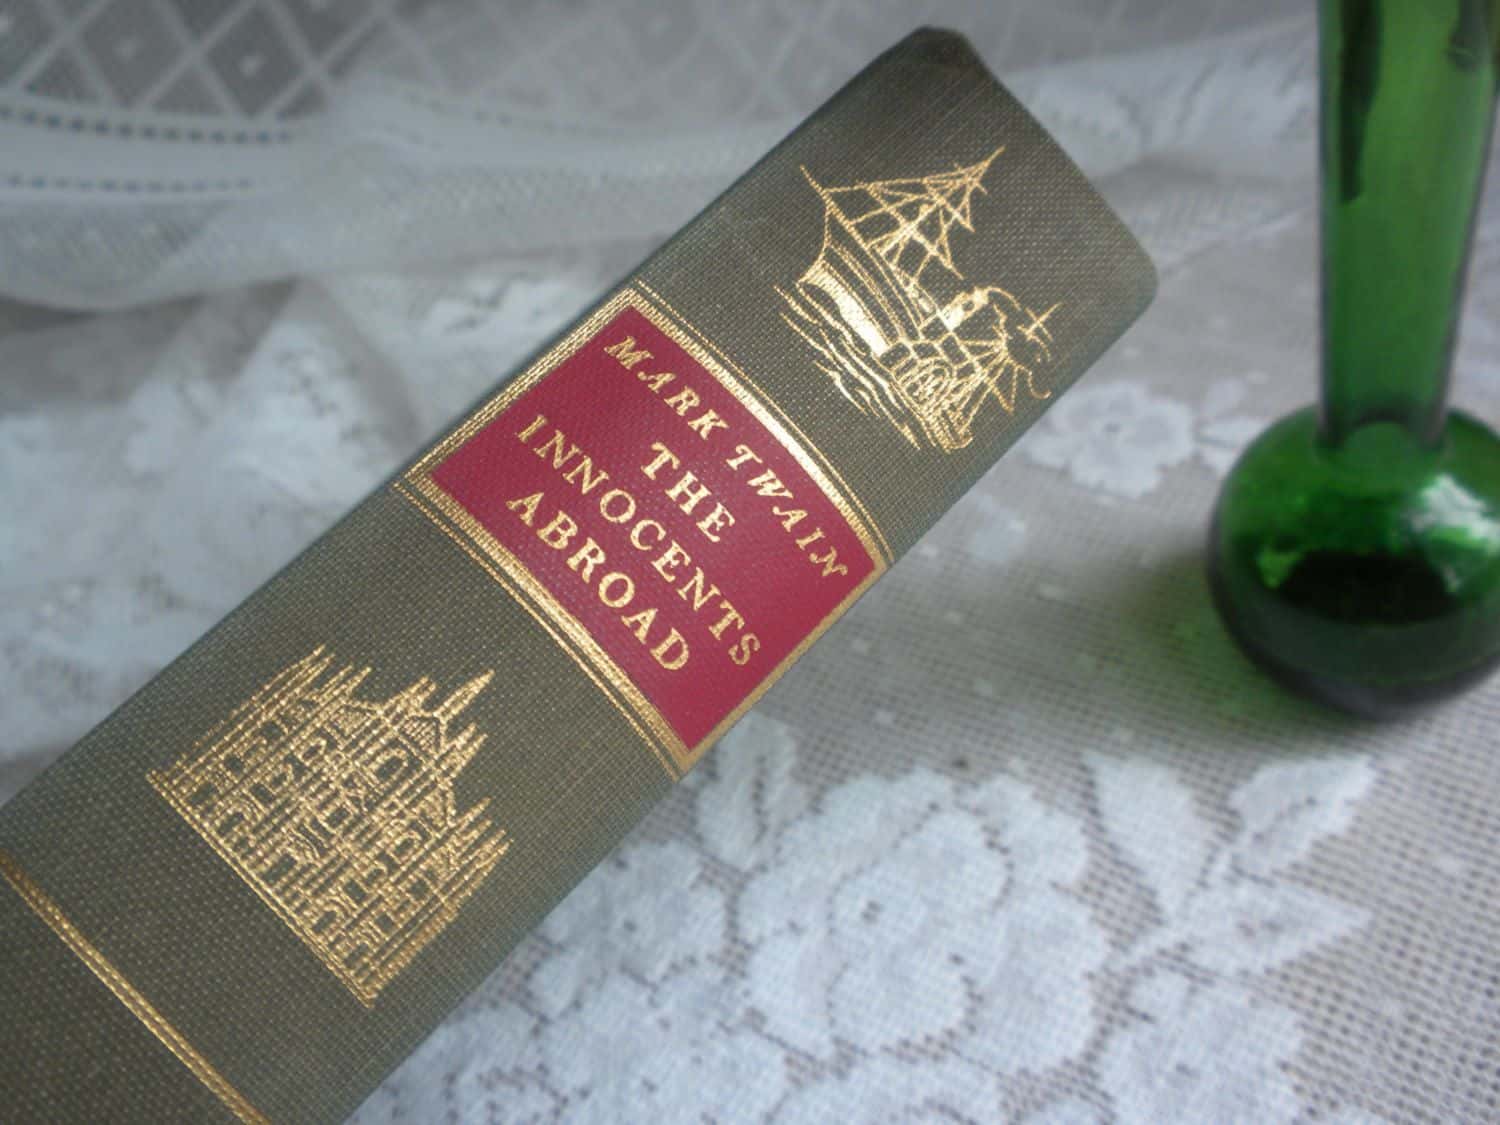 MARK TWAIN
THE
INNOCENTS
ABROAD